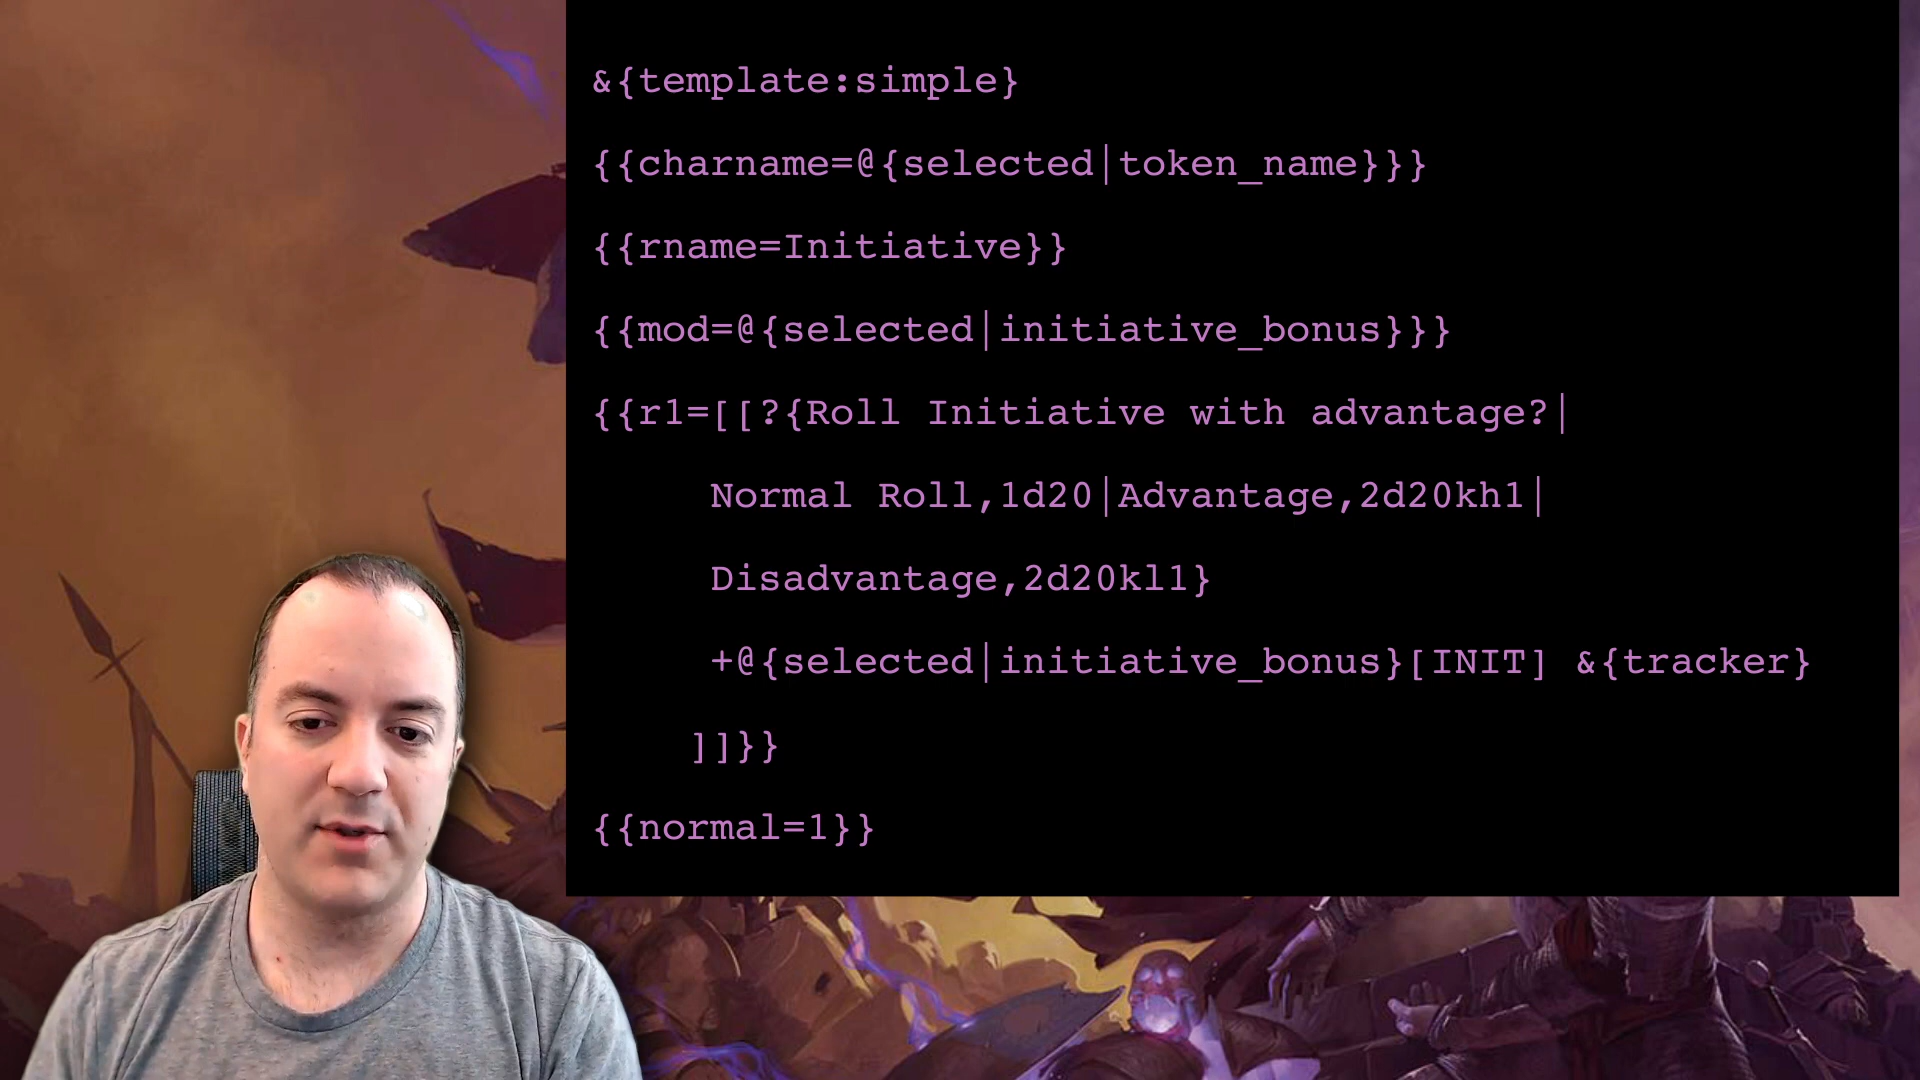 &{template:simple}
{{charname=@{selected|token_name}}}
{{rname=Initiative}}
{{mod=@{selected|initiative_bonus}}}
{{r1=[[?{Roll Initiative with advantage?|
Normal Roll,1d20|Advantage,2d20kh1|
Disadvantage,2d20kl1}
+@{selected|initiative_bonus}[INIT] &{tracker}
]]}}
{{normal=1}}